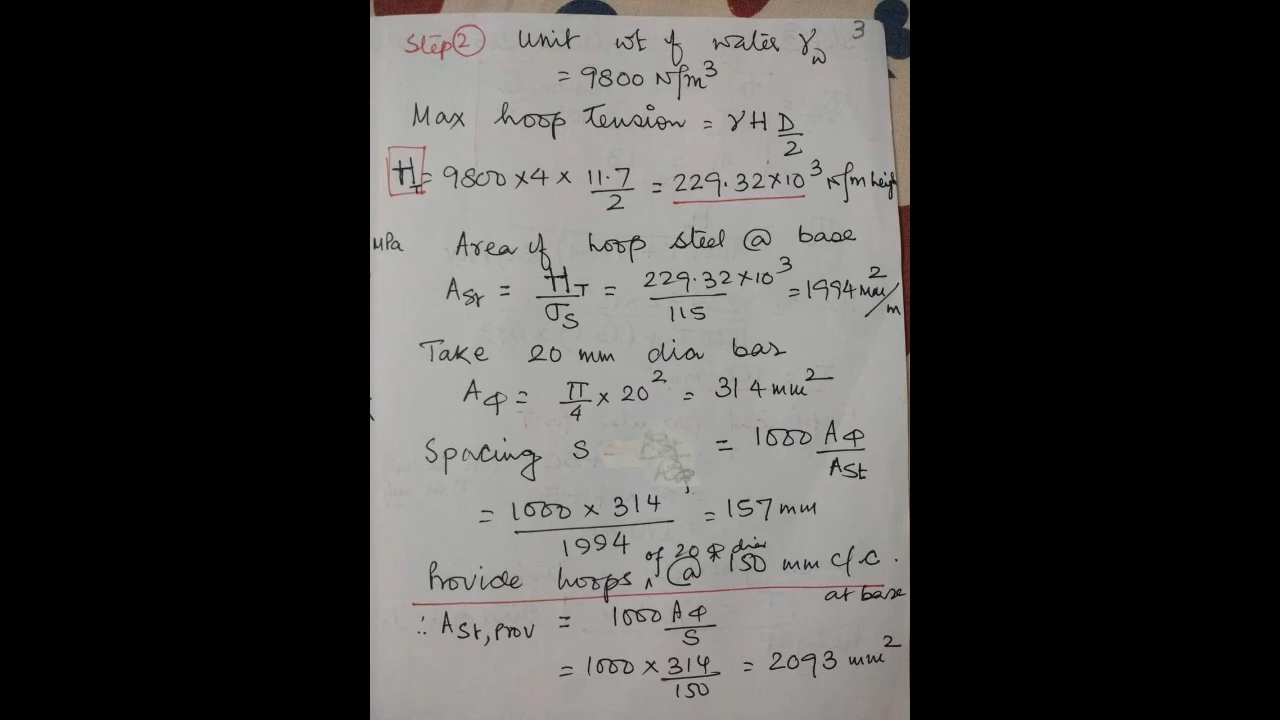 3
Step ② Unit wt of water γw
= 9800 N/m³
Max hoop tension = γ H D/2
H_T = 9800 × 4 × 11.7/2 = 229.32 × 10³ N/m heigh
MPa
Area of hoop steel @ base
Ast = H_T/σs = 229.32 × 10³/115 = 1994 mm²/m
Take 20 mm dia bar
AΦ = π/4 × 20² = 314 mm²
Spacing S = 1000 AΦ/Ast
= 1000 × 314/1994 = 157 mm
Provide hoops ^ of 20 Φ dia @ 150 mm c/c.
at base
∴ Ast, prov = 1000 AΦ/S
= 1000 × 314/150 = 2093 mm²